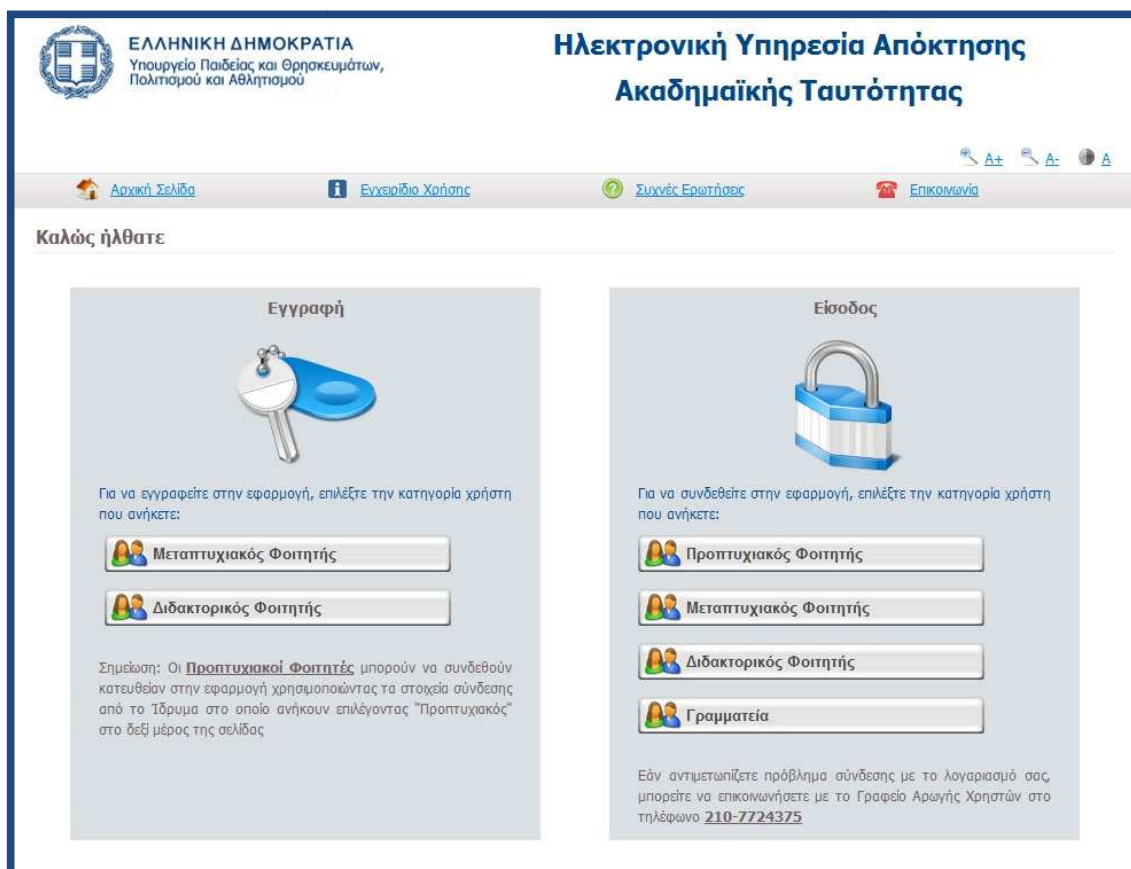 ΕΛΛΗΝΙΚΗ ΔΗΜΟΚΡΑΤΙΑ
Υπουργείο Παιδείας και Θρησκευμάτων,
Πολιτισμού και Αθλητισμού
Ηλεκτρονική Υπηρεσία Απόκτησης
Ακαδημαϊκής Ταυτότητας
A+ A- A
Αρχική Σελίδα
Εγχειρίδιο Χρήσης
Συχνές Ερωτήσεις
Επικοινωνία
Καλώς ήλθατε
Εγγραφή
Για να εγγραφείτε στην εφαρμογή, επιλέξτε την κατηγορία χρήστη
που ανήκετε:
Μεταπτυχιακός Φοιτητής
Διδακτορικός Φοιτητής
Σημείωση: Οι Προπτυχιακοί Φοιτητές μπορούν να συνδεθούν
κατευθείαν στην εφαρμογή χρησιμοποιώντας τα στοιχεία σύνδεσης
από το Ίδρυμα στο οποίο ανήκουν επιλέγοντας "Προπτυχιακός"
στο δεξί μέρος της σελίδας
Είσοδος
Για να συνδεθείτε στην εφαρμογή, επιλέξτε την κατηγορία χρήστη
που ανήκετε:
Προπτυχιακός Φοιτητής
Μεταπτυχιακός Φοιτητής
Διδακτορικός Φοιτητής
Γραμματεία
Εάν αντιμετωπίζετε πρόβλημα σύνδεσης με το λογαριασμό σας,
μπορείτε να επικοινωνήσετε με το Γραφείο Αρωγής Χρηστών στο
τηλέφωνο 210-7724375